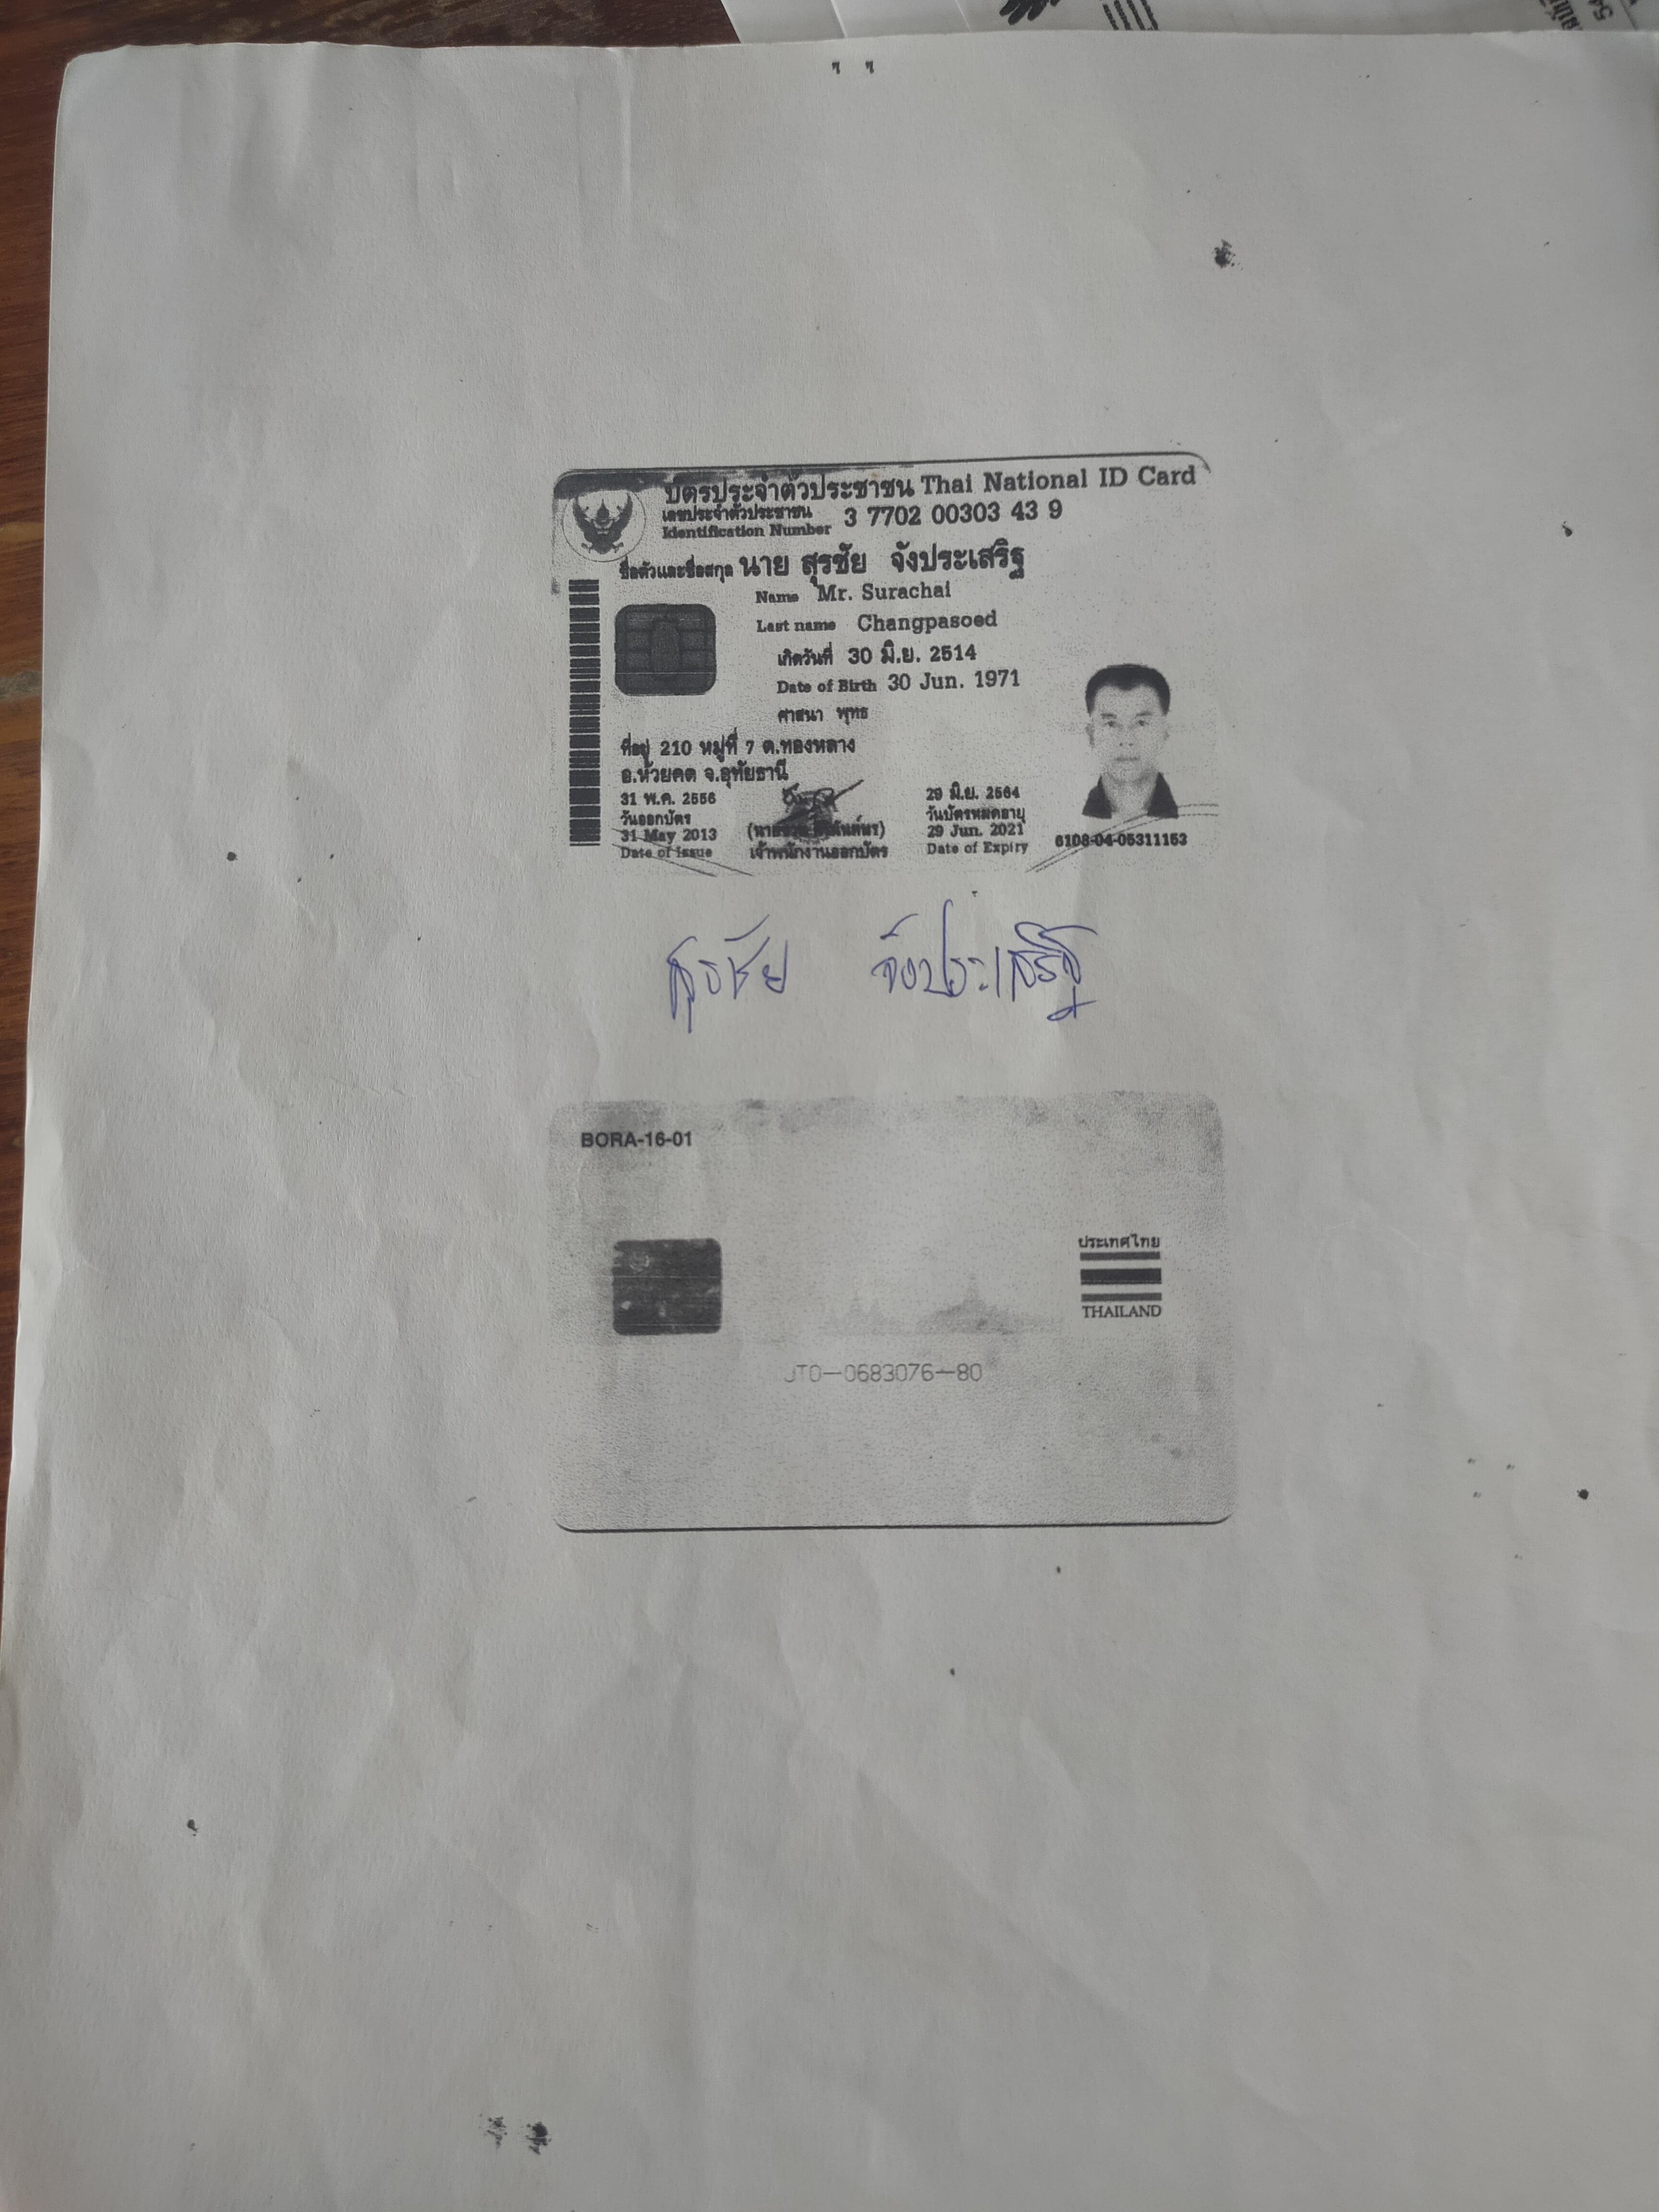 บัตรประจำตัวประชาชน Thai National ID Card
เลขประจำตัวประชาชน
Identification Number 3 7702 00303 43 9
ชื่อตัวและชื่อสกุล นาย สุรชัย จังประเสริฐ
Name Mr. Surachai
Last name Changpasoed
เกิดวันที่ 30 มิ.ย. 2514
Date of Birth 30 Jun. 1971
ศาสนา พุทธ
ที่อยู่ 210 หมู่ที่ 7 ต.ทองหลาง
อ.ห้วยคต จ.อุทัยธานี
31 พ.ค. 2556
วันออกบัตร
31 May 2013
Date of Issue
เจ้าพนักงานออกบัตร
29 มิ.ย. 2564
วันบัตรหมดอายุ
29 Jun. 2021
Date of Expiry
6108-04-05311153
สุรชัย จังประเสริฐ
BORA-16-01
ประเทศไทย
THAILAND
JT0-0683076-80